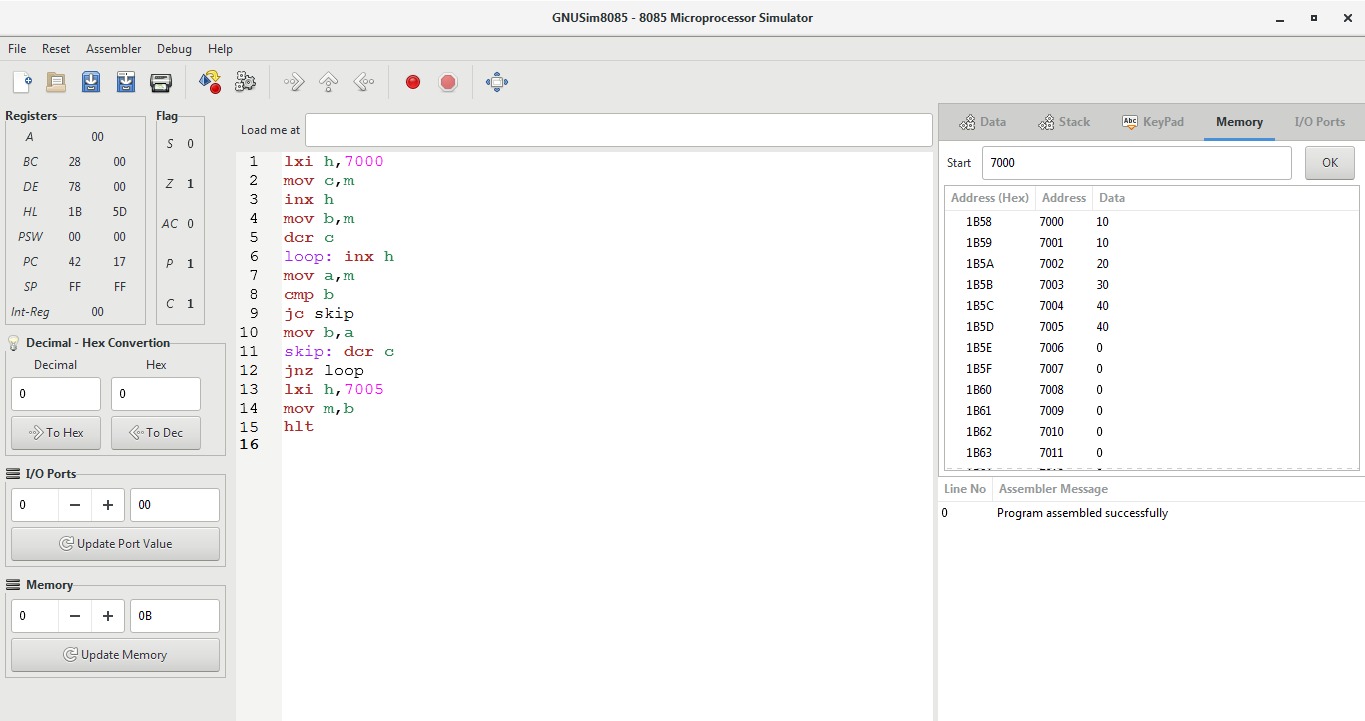 GNUSim8085 - 8085 Microprocessor Simulator
File Reset Assembler Debug Help
Registers
A 00
BC 28 00
DE 78 00
HL 1B 5D
PSW 00 00
PC 42 17
SP FF FF
Int-Reg 00
Flag
S 0
Z 1
AC 0
P 1
C 1
Decimal - Hex Convertion
Decimal Hex
0 0
To Hex To Dec
I/O Ports
0 − + 00
Update Port Value
Memory
0 − + 0B
Update Memory
Load me at
1 lxi h,7000
2 mov c,m
3 inx h
4 mov b,m
5 dcr c
6 loop: inx h
7 mov a,m
8 cmp b
9 jc skip
10 mov b,a
11 skip: dcr c
12 jnz loop
13 lxi h,7005
14 mov m,b
15 hlt
16
Data Stack Abc KeyPad Memory I/O Ports
Start 7000 OK
Address (Hex) Address Data
1B58 7000 10
1B59 7001 10
1B5A 7002 20
1B5B 7003 30
1B5C 7004 40
1B5D 7005 40
1B5E 7006 0
1B5F 7007 0
1B60 7008 0
1B61 7009 0
1B62 7010 0
1B63 7011 0
Line No Assembler Message
0 Program assembled successfully